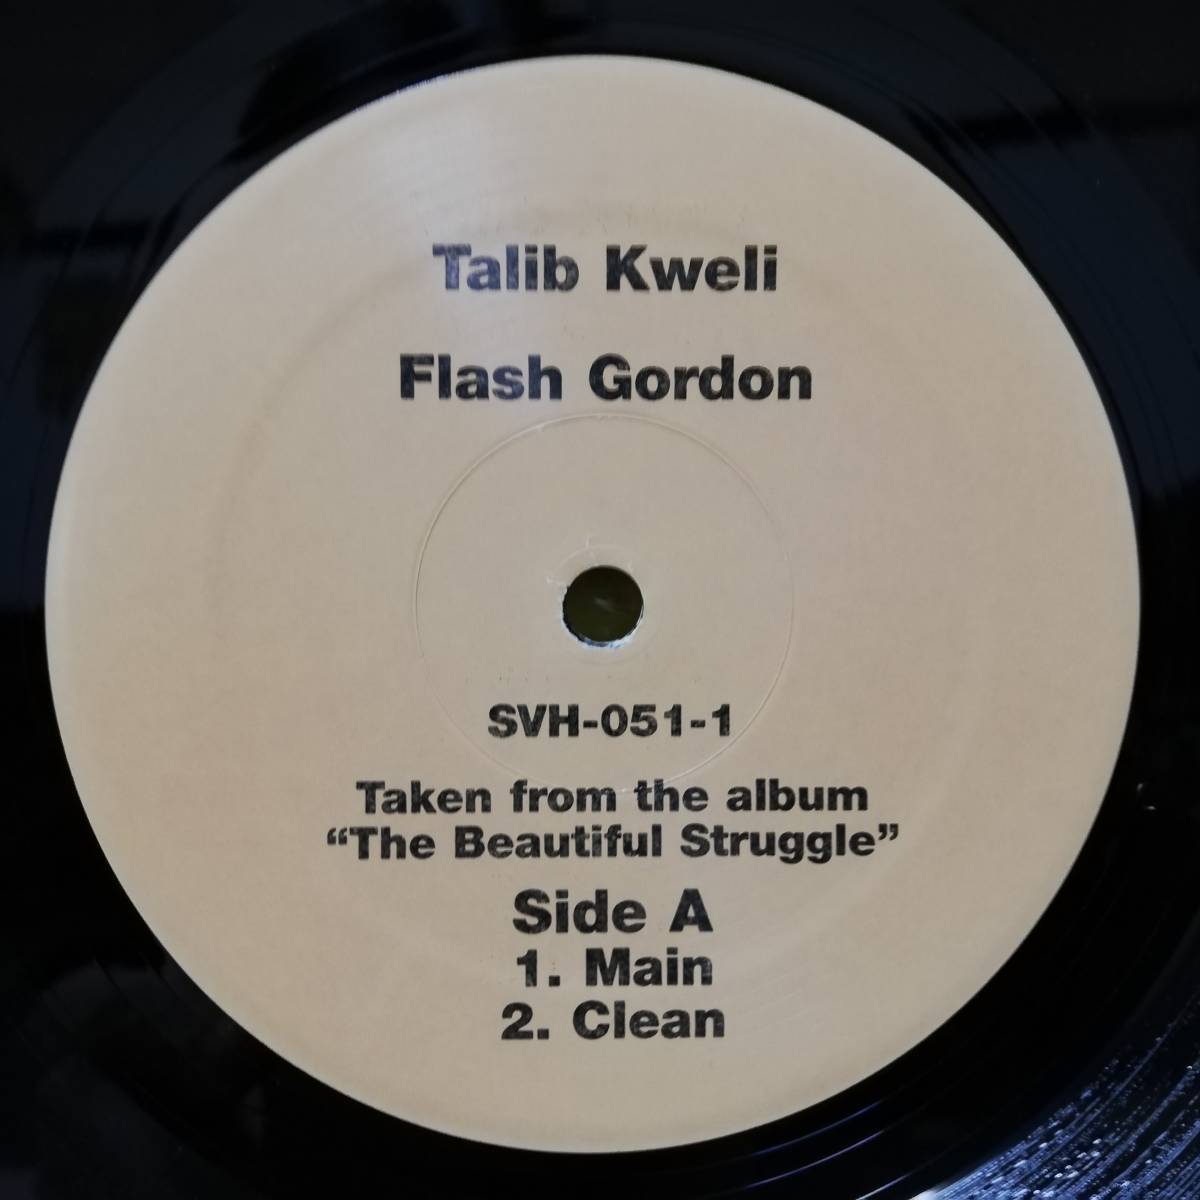 Talib Kweli
Flash Gordon
SVH-051-1
Taken from the album
“The Beautiful Struggle”
Side A
1. Main
2. Clean